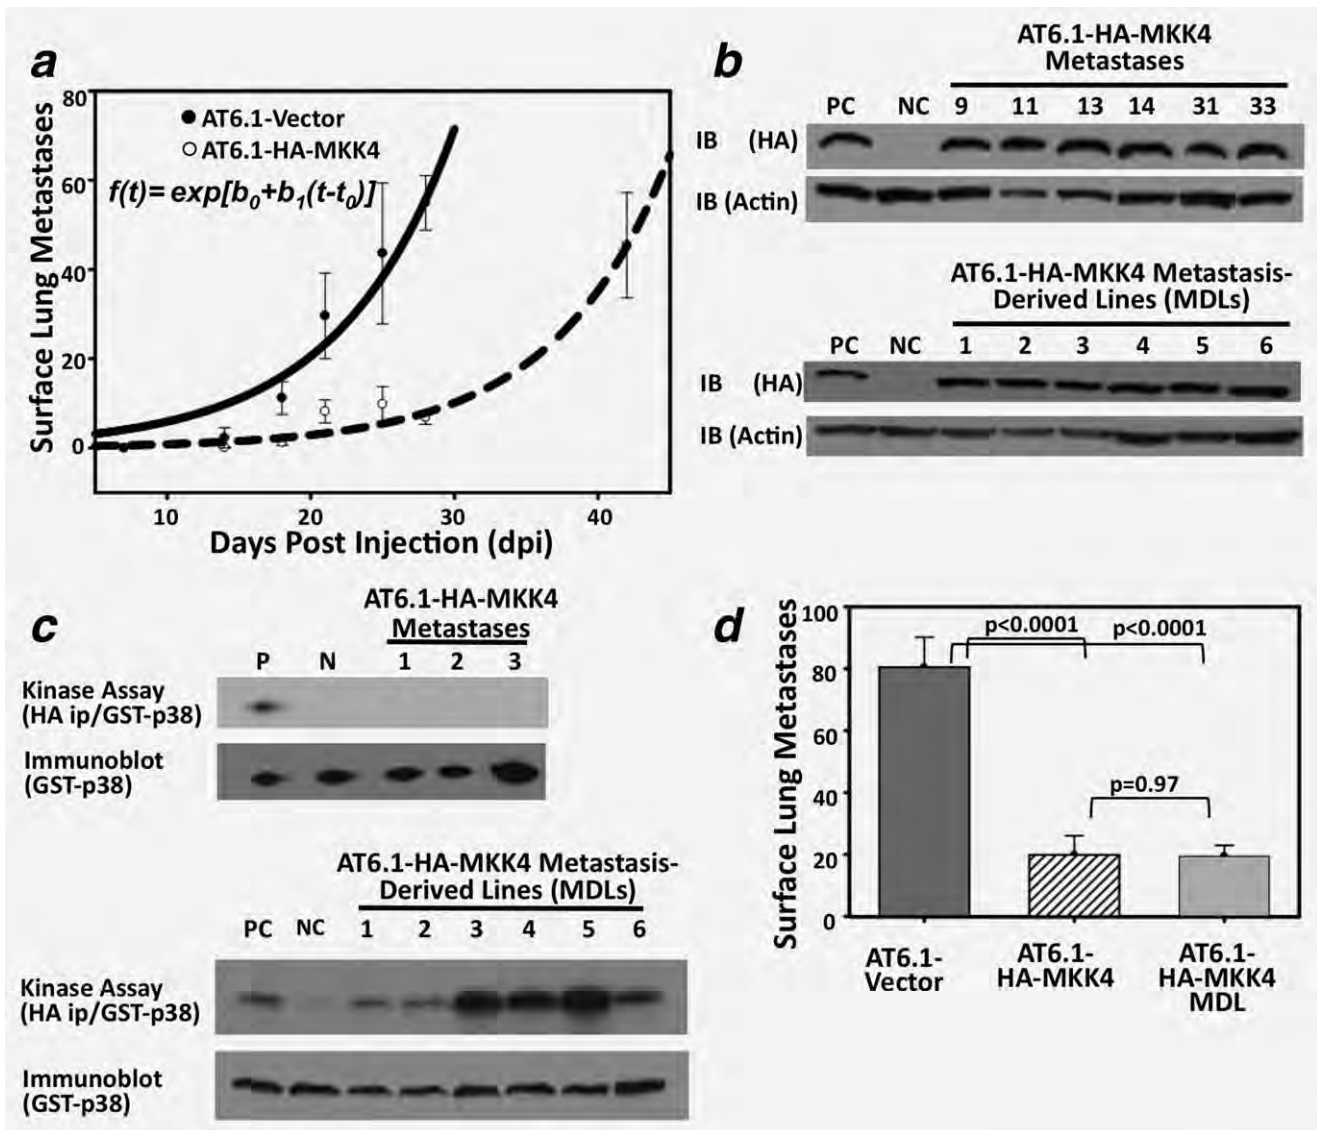 a
Surface Lung Metastases
80
60
40
20
0
AT6.1-Vector
AT6.1-HA-MKK4
f(t)= exp[b0+b1(t-t0)]
10 20 30 40
Days Post Injection (dpi)
b
AT6.1-HA-MKK4
Metastases
PC NC 9 11 13 14 31 33
IB (HA)
IB (Actin)
AT6.1-HA-MKK4 Metastasis-
Derived Lines (MDLs)
PC NC 1 2 3 4 5 6
IB (HA)
IB (Actin)
c
AT6.1-HA-MKK4
Metastases
P N 1 2 3
Kinase Assay
(HA ip/GST-p38)
Immunoblot
(GST-p38)
AT6.1-HA-MKK4 Metastasis-
Derived Lines (MDLs)
PC NC 1 2 3 4 5 6
Kinase Assay
(HA ip/GST-p38)
Immunoblot
(GST-p38)
d
Surface Lung Metastases
100
80
60
40
20
0
p<0.0001 p<0.0001
p=0.97
AT6.1-
Vector
AT6.1-
HA-MKK4
AT6.1-
HA-MKK4
MDL